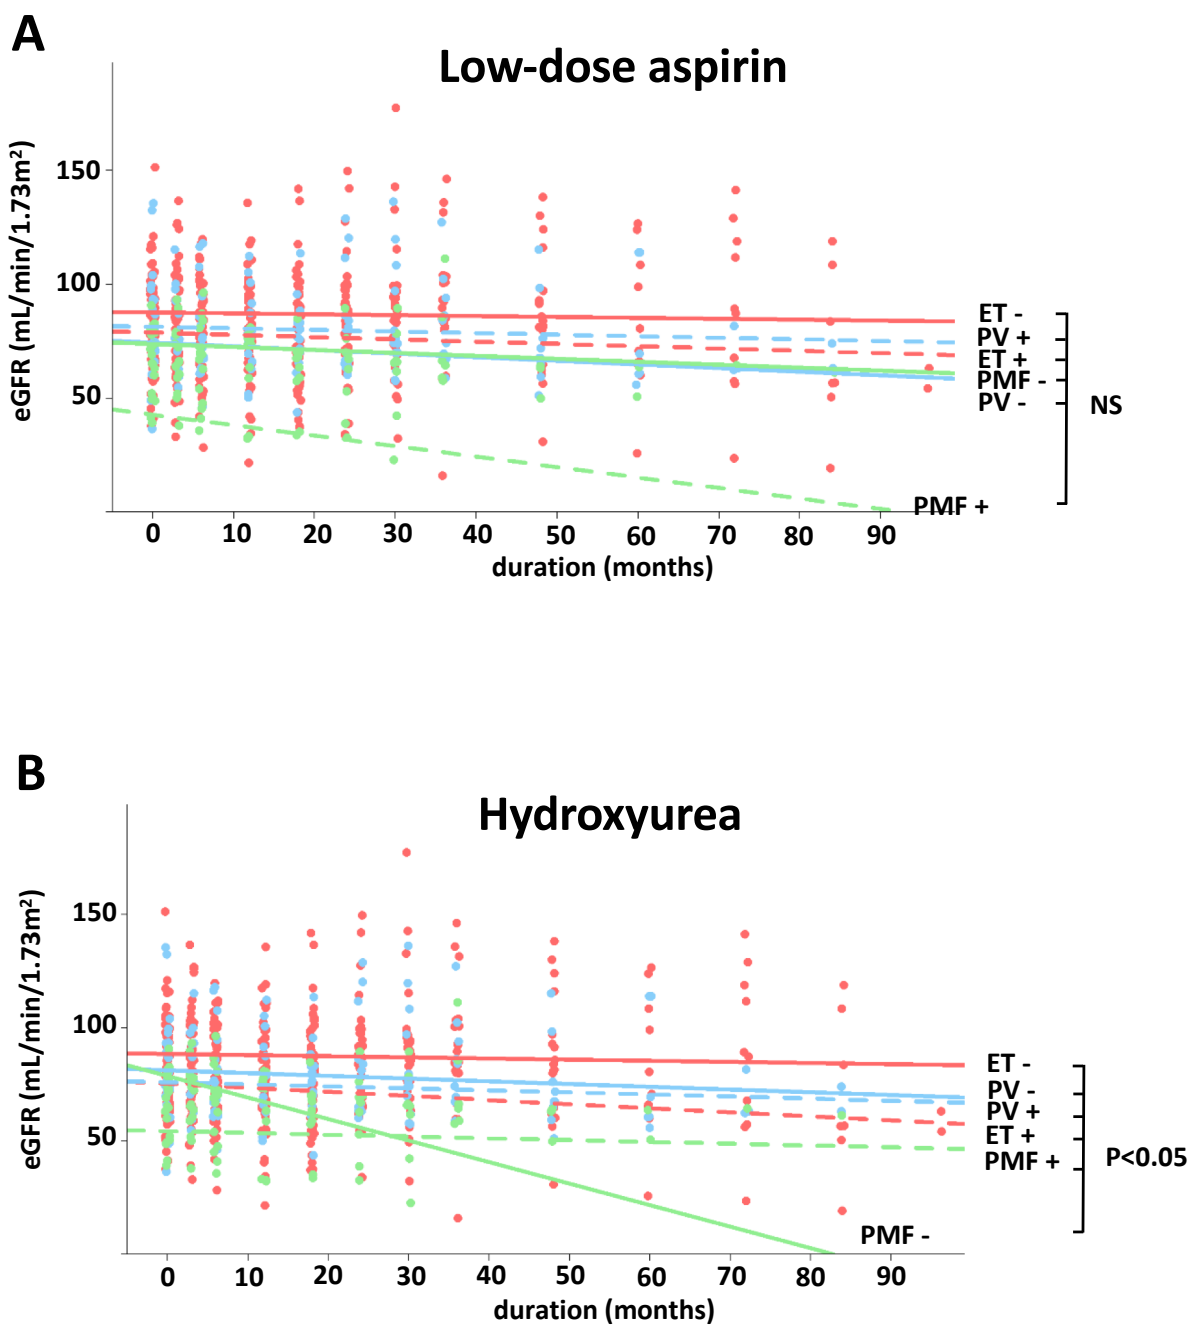 A
Low-dose aspirin
eGFR (mL/min/1.73m²)
150
100
50
ET -
PV +
ET +
PMF -
PV -
NS
PMF +
0 10 20 30 40 50 60 70 80 90
duration (months)
B
Hydroxyurea
eGFR (mL/min/1.73m²)
150
100
50
ET -
PV -
PV +
ET +
PMF +
P<0.05
PMF -
0 10 20 30 40 50 60 70 80 90
duration (months)